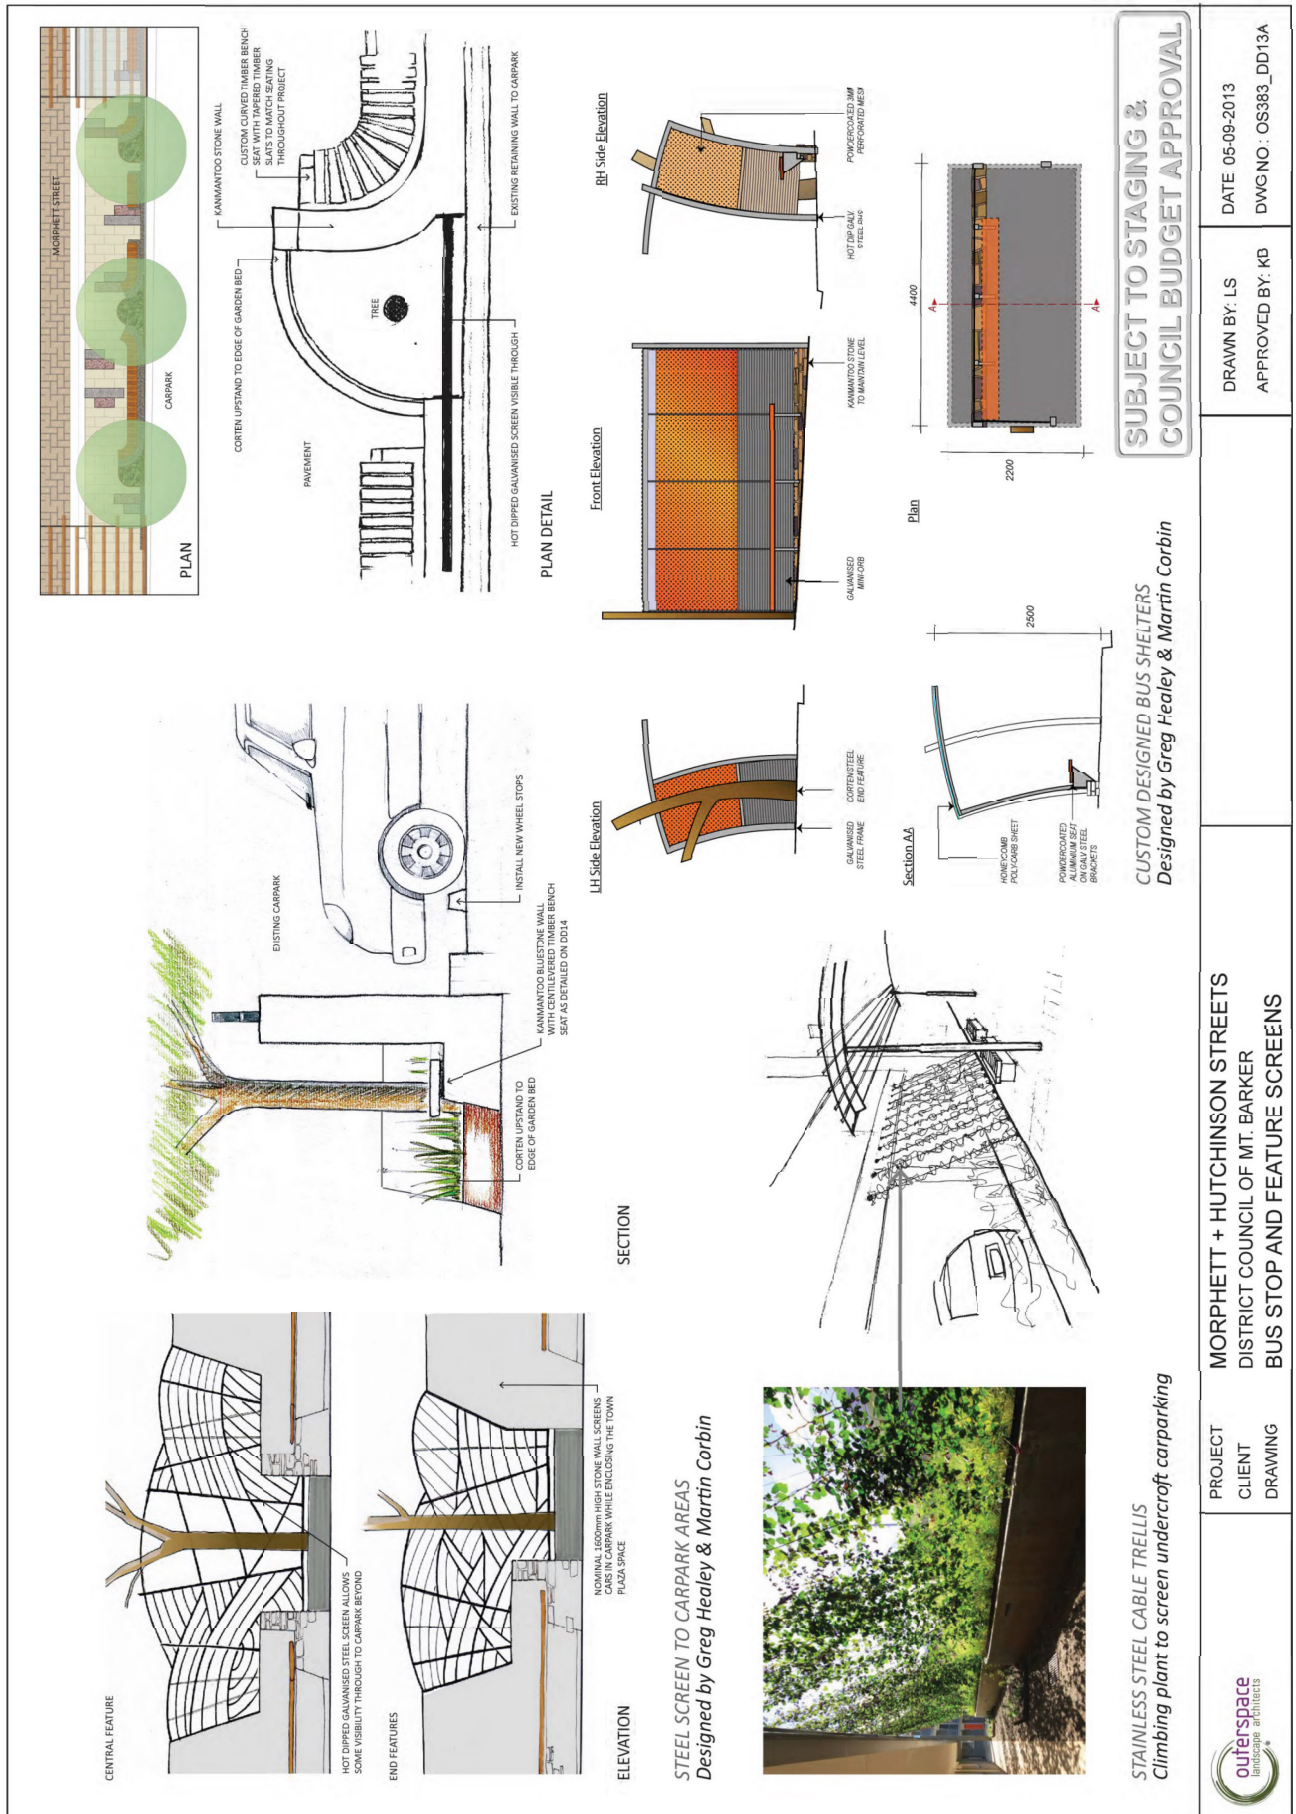 CENTRAL FEATURE
HOT DIPPED GALVANISED STEEL SCEEEN ALLOWS
SOME VISIBILITY THROUGH TO CARPARK BEYOND
END FEATURES
NOMINAL 1600mm HIGH STONE WALL SCREENS
CARS IN CARPARK WHILE ENCLOSING THE TOWN
PLAZA SPACE
ELEVATION
EXISTING CARPARK
INSTALL NEW WHEEL STOPS
KANMANTOO BLUESTONE WALL
WITH CENTILEVERED TIMBER BENCH
SEAT AS DETAILED ON DD14
CORTEN UPSTAND TO
EDGE OF GARDEN BED
SECTION
MORPHETT STREET
CARPARK
PLAN
CORTEN UPSTAND TO EDGE OF GARDEN BED
KANMANTOO STONE WALL
CUSTOM CURVED TIMBER BENCH
SEAT WITH TAPERED TIMBER
SLATS TO MATCH SEATING
THROUGHOUT PROJECT
PAVEMENT
TREE
HOT DIPPED GALVANISED SCREEN VISIBLE THROUGH
EXISTING RETAINING WALL TO CARPARK
PLAN DETAIL
STEEL SCREEN TO CARPARK AREAS
Designed by Greg Healey & Martin Corbin
LH Side Elevation
GALVANISED
STEEL FRAME
CORTEN STEEL
END FEATURE
Front Elevation
GALVANISED
MINI-ORB
KANMANTOO STONE
TO MAINTAIN LEVEL
RH Side Elevation
HOT DIP GALV.
STEEL RHS
POWDERCOATED 3MM
PERFORATED MESH
Section AA
HONEYCOMB
POLYCARB SHEET
POWDERCOATED
ALUMINIUM SEAT
ON GALV STEEL
BRACKETS
2500
Plan
4400
2200
A
A
STAINLESS STEEL CABLE TRELLIS
Climbing plant to screen undercroft carparking
CUSTOM DESIGNED BUS SHELTERS
Designed by Greg Healey & Martin Corbin
SUBJECT TO STAGING &
COUNCIL BUDGET APPROVAL
outerspace
landscape architects
PROJECT MORPHETT + HUTCHINSON STREETS
CLIENT DISTRICT COUNCIL OF MT. BARKER
DRAWING BUS STOP AND FEATURE SCREENS
DRAWN BY: LS
APPROVED BY: KB
DATE 05-09-2013
DWG NO: OS383_DD13A